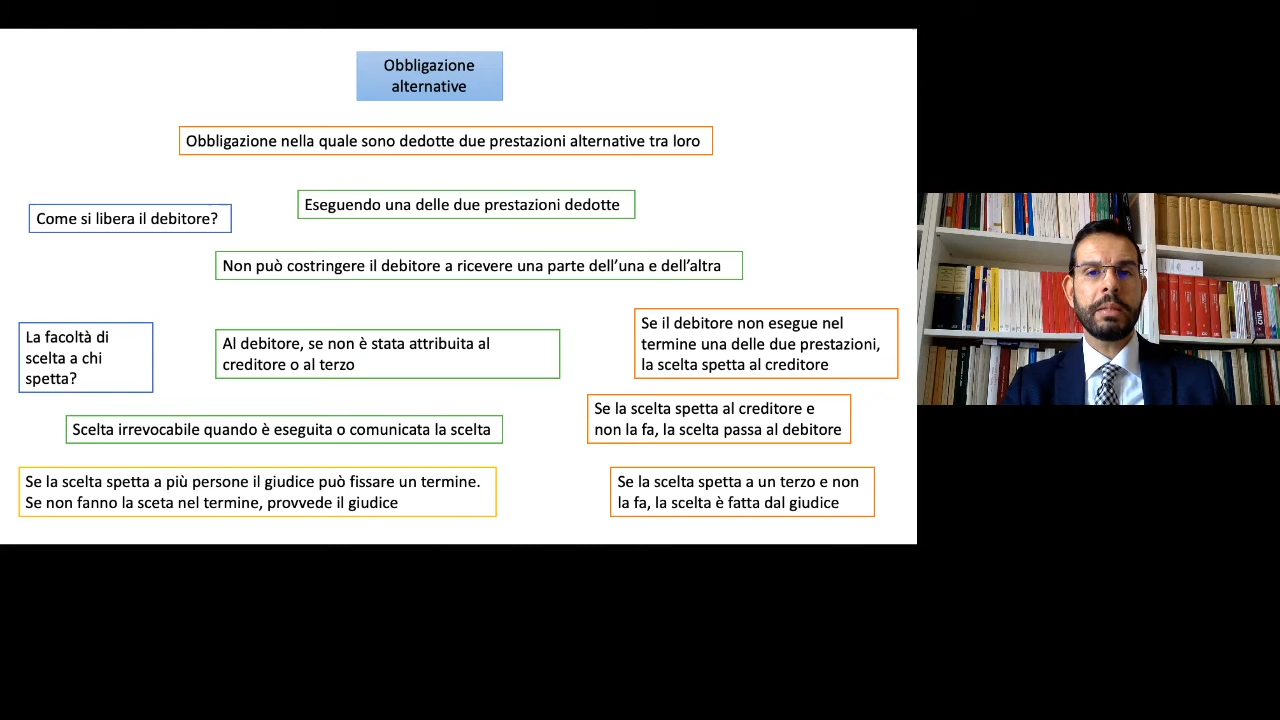 Obbligazione
alternative
Obbligazione nella quale sono dedotte due prestazioni alternative tra loro
Come si libera il debitore?
Eseguendo una delle due prestazioni dedotte
Non può costringere il debitore a ricevere una parte dell’una e dell’altra
La facoltà di
scelta a chi
spetta?
Al debitore, se non è stata attribuita al
creditore o al terzo
Se il debitore non esegue nel
termine una delle due prestazioni,
la scelta spetta al creditore
Se la scelta spetta al creditore e
non la fa, la scelta passa al debitore
Scelta irrevocabile quando è eseguita o comunicata la scelta
Se la scelta spetta a più persone il giudice può fissare un termine.
Se non fanno la sceta nel termine, provvede il giudice
Se la scelta spetta a un terzo e non
la fa, la scelta è fatta dal giudice